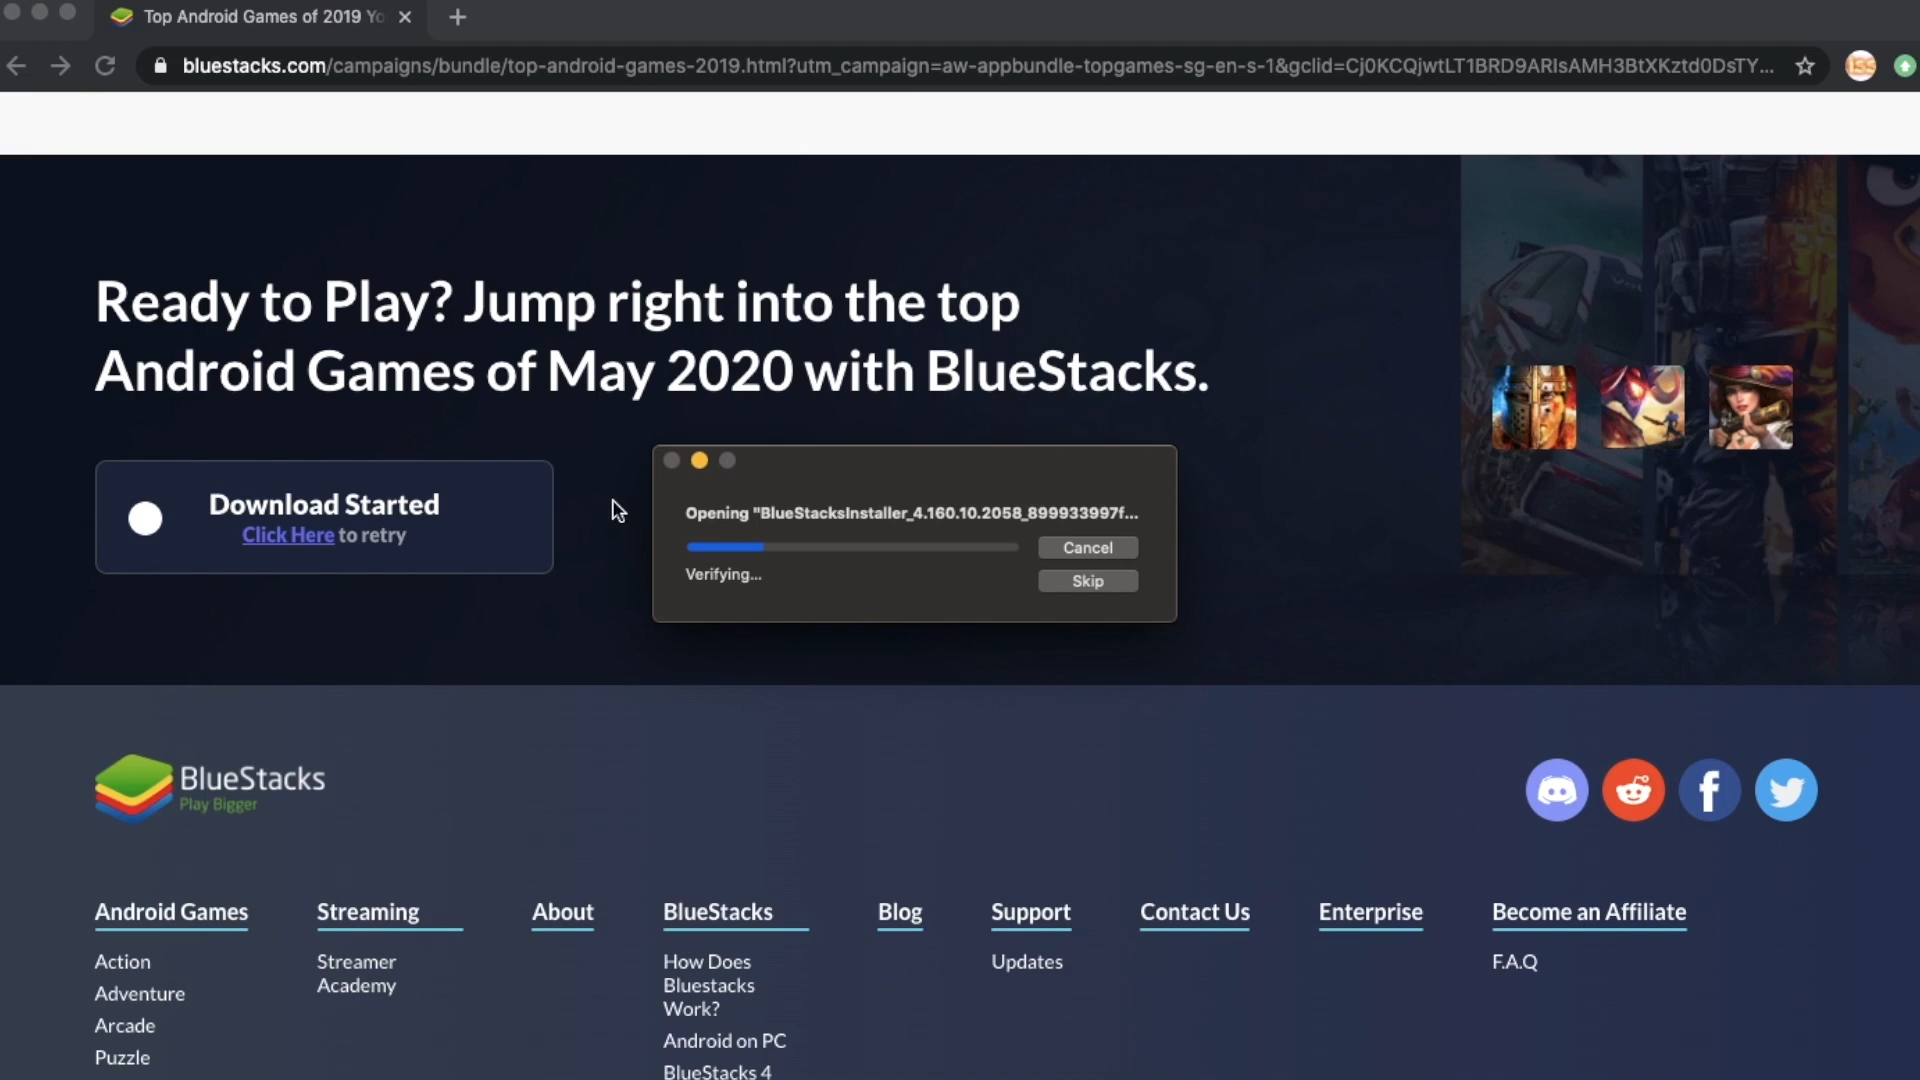 Top Android Games of 2019 Yo
bluestacks.com/campaigns/bundle/top-android-games-2019.html?utm_campaign=aw-appbundle-topgames-sg-en-s-1&gclid=Cj0KCQjwtLT1BRD9ARIsAMH3BtXKztd0DsTY...
Ready to Play? Jump right into the top
Android Games of May 2020 with BlueStacks.
Download Started
Click Here to retry
Opening "BlueStacksInstaller_4.160.10.2058_899933997f...
Cancel
Verifying...
Skip
BlueStacks
Play Bigger
Android Games
Action
Adventure
Arcade
Puzzle
Streaming
Streamer
Academy
About
BlueStacks
How Does
Bluestacks
Work?
Android on PC
BlueStacks 4
Blog
Support
Updates
Contact Us
Enterprise
Become an Affiliate
F.A.Q